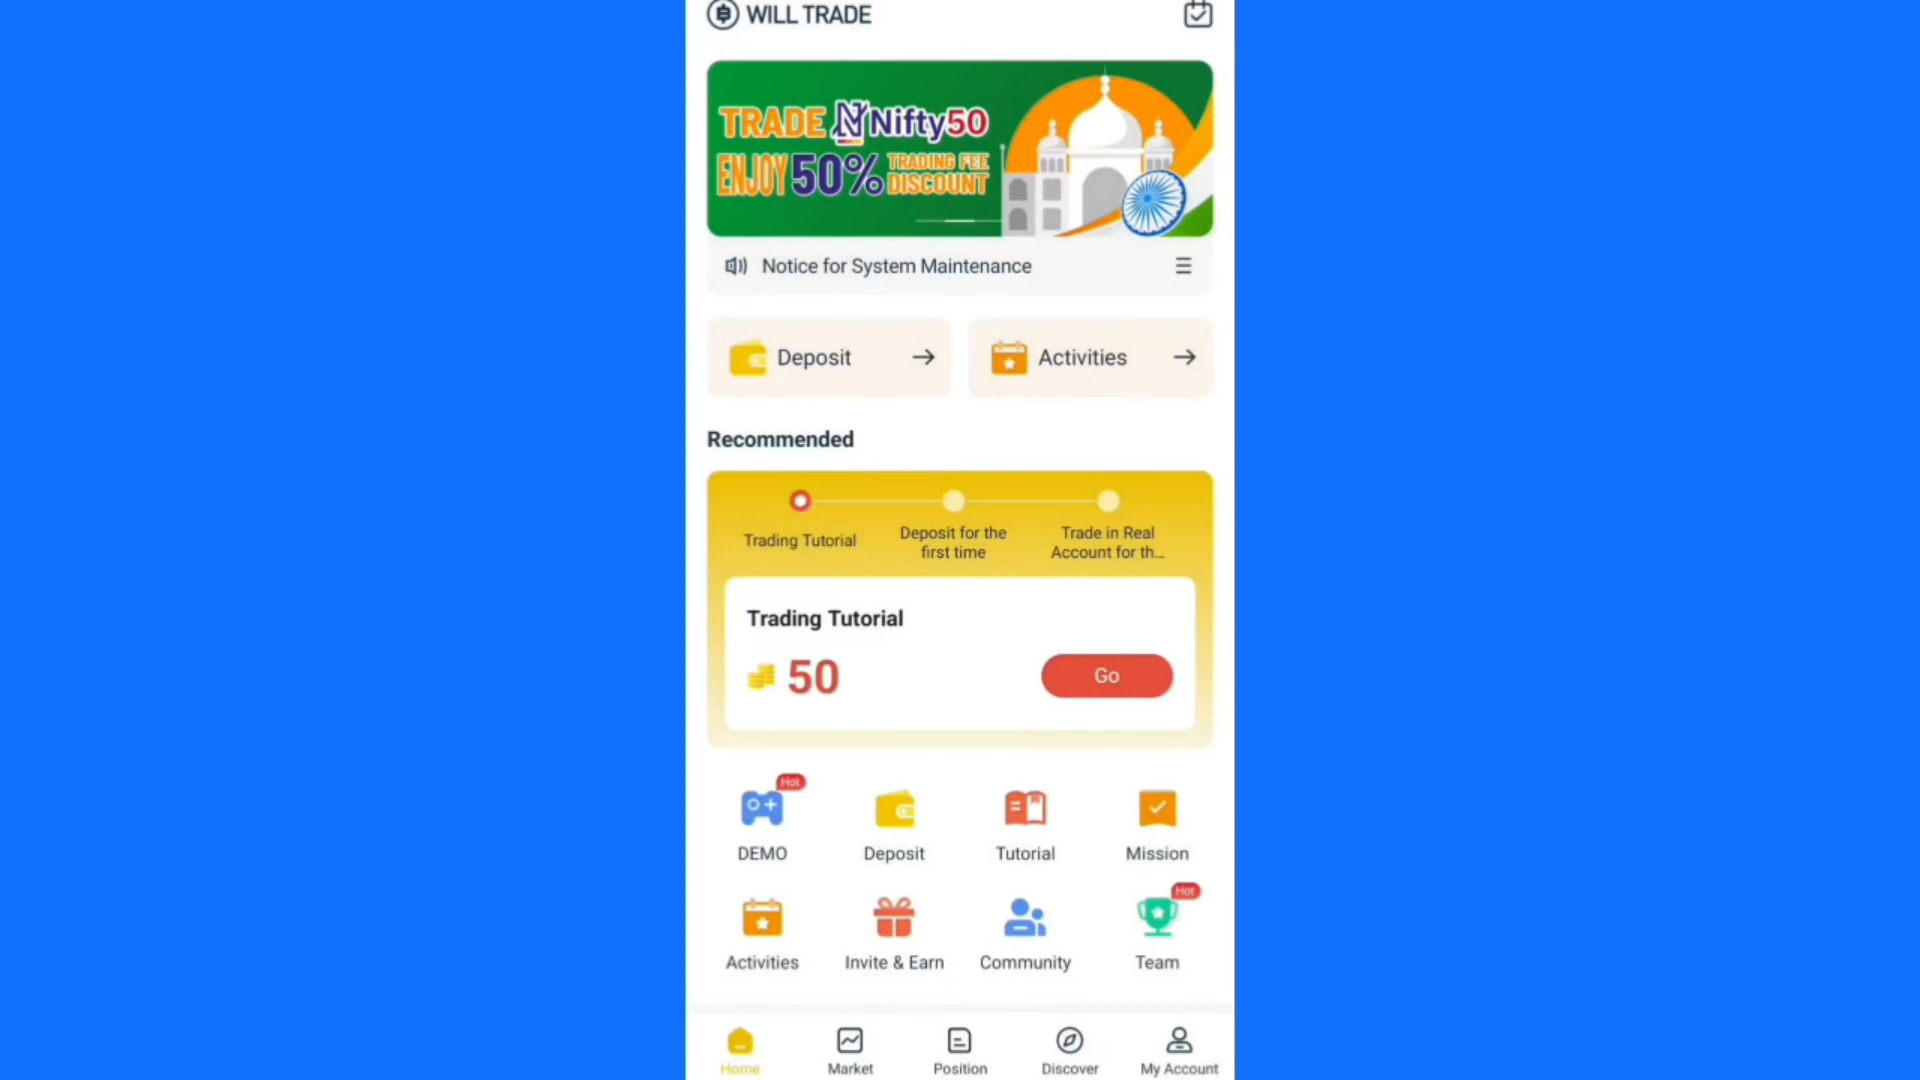 WILL TRADE
TRADE Nifty50
ENJOY 50% TRADING FEE DISCOUNT
Notice for System Maintenance
Deposit
Activities
Recommended
Trading Tutorial
Deposit for the first time
Trade in Real Account for th...
Trading Tutorial
50
Go
Hot
DEMO
Deposit
Tutorial
Mission
Hot
Activities
Invite & Earn
Community
Team
Home
Market
Position
Discover
My Account